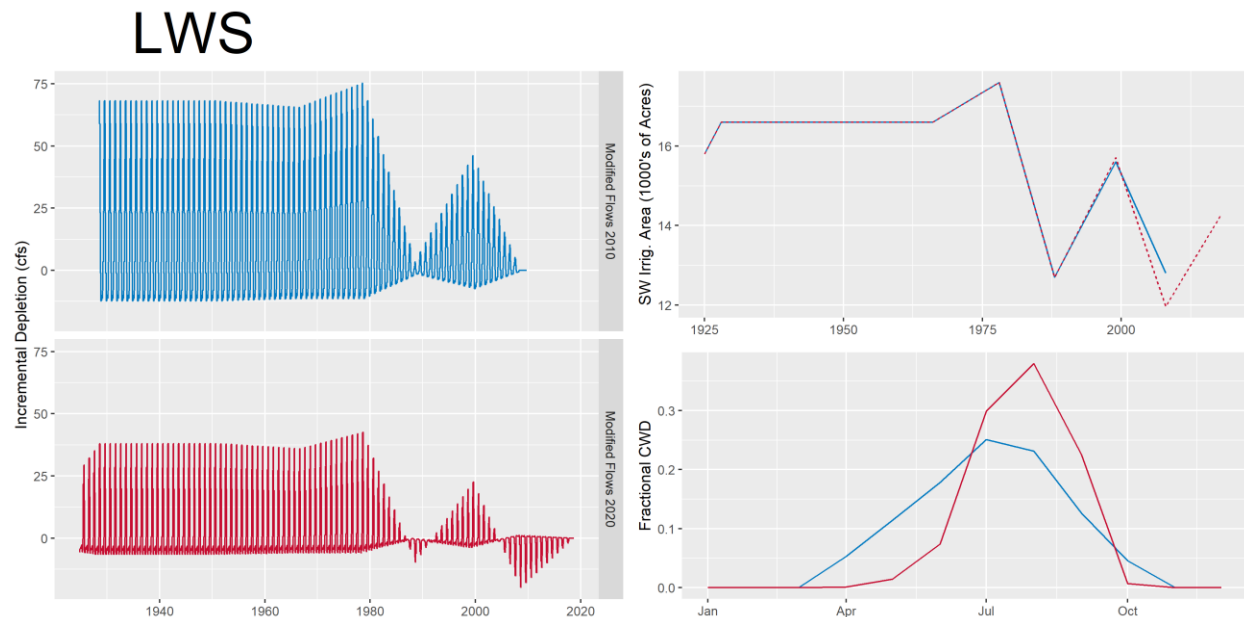 LWS
Incremental Depletion (cfs)
75
50
25
0
Modified Flows 2010
75
50
25
0
Modified Flows 2020
1940
1960
1980
2000
2020
SW Irrig. Area (1000's of Acres)
16
14
12
1925
1950
1975
2000
Fractional CWD
0.3
0.2
0.1
0.0
Jan
Apr
Jul
Oct